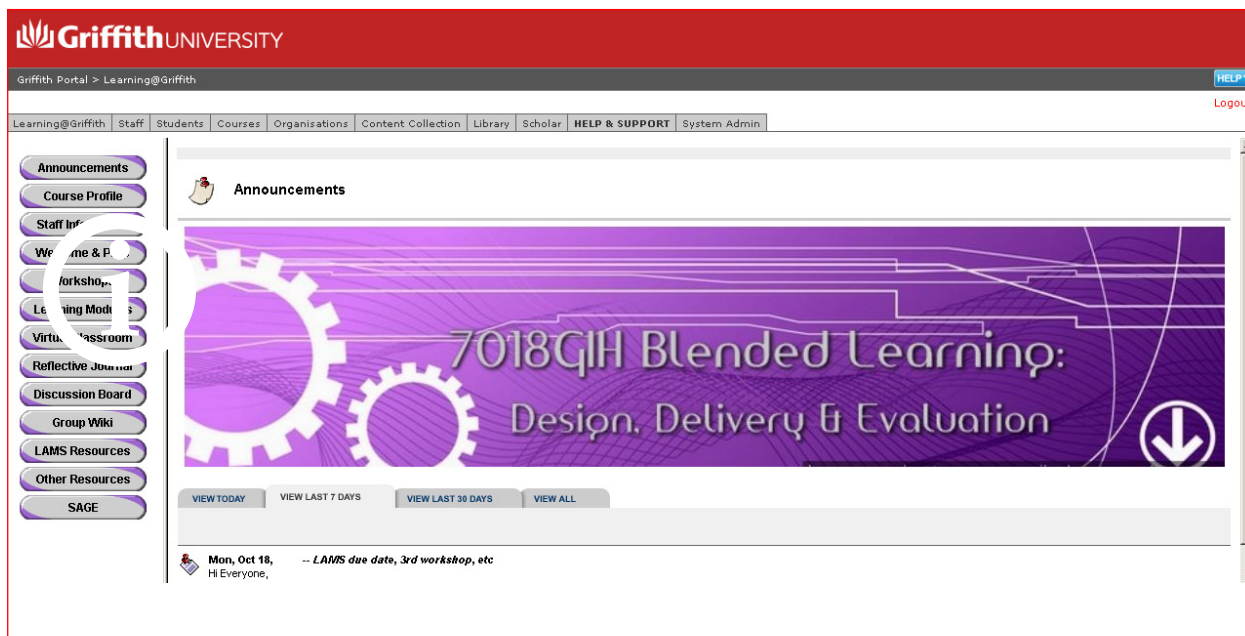 Griffith UNIVERSITY
Griffith Portal > Learning@Griffith
HELP
Learning@Griffith Staff Students Courses Organisations Content Collection Library Scholar HELP & SUPPORT System Admin
Announcements
Course Profile
Staff
& 
Reflective
Discussion Board
Group Wiki
LAMS Resources
Other Resources
SAGE
Announcements
7018GIH Blended Learning:
Design, Delivery & Evaluation
VIEW TODAY VIEW LAST 7 DAYS VIEW LAST 30 DAYS VIEW ALL
Mon, Oct 18, -- LAMS due date, 3rd workshop, etc
Hi Everyone,